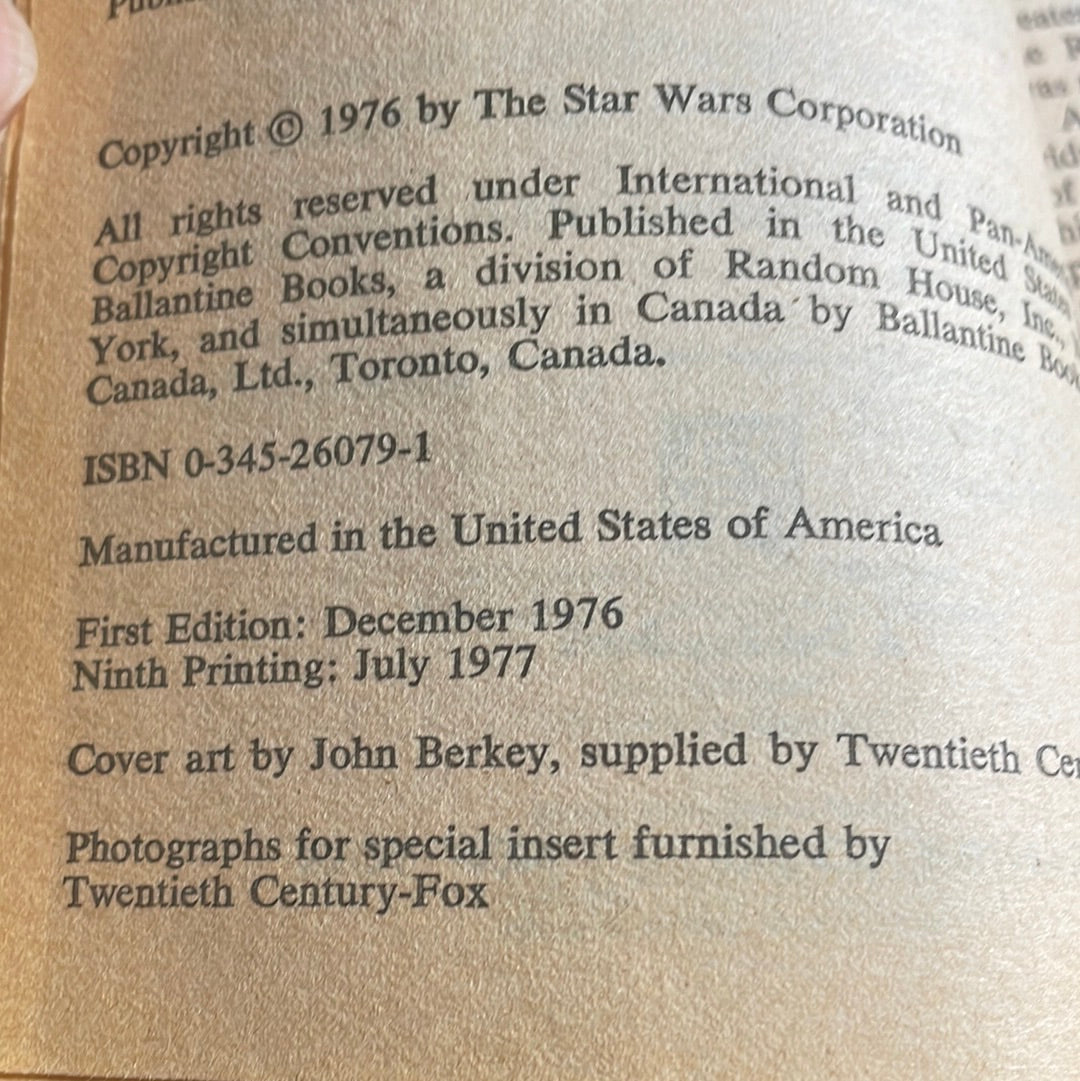 Copyright © 1976 by The Star Wars Corporation
All rights reserved under International and
Copyright Conventions. Published in the United
Ballantine Books, a division of Random House, Inc.,
York, and simultaneously in Canada by Ballantine
Canada, Ltd., Toronto, Canada.
ISBN 0-345-26079-1
Manufactured in the United States of America
First Edition: December 1976
Ninth Printing: July 1977
Cover art by John Berkey, supplied by Twentieth
Photographs for special insert furnished by
Twentieth Century-Fox